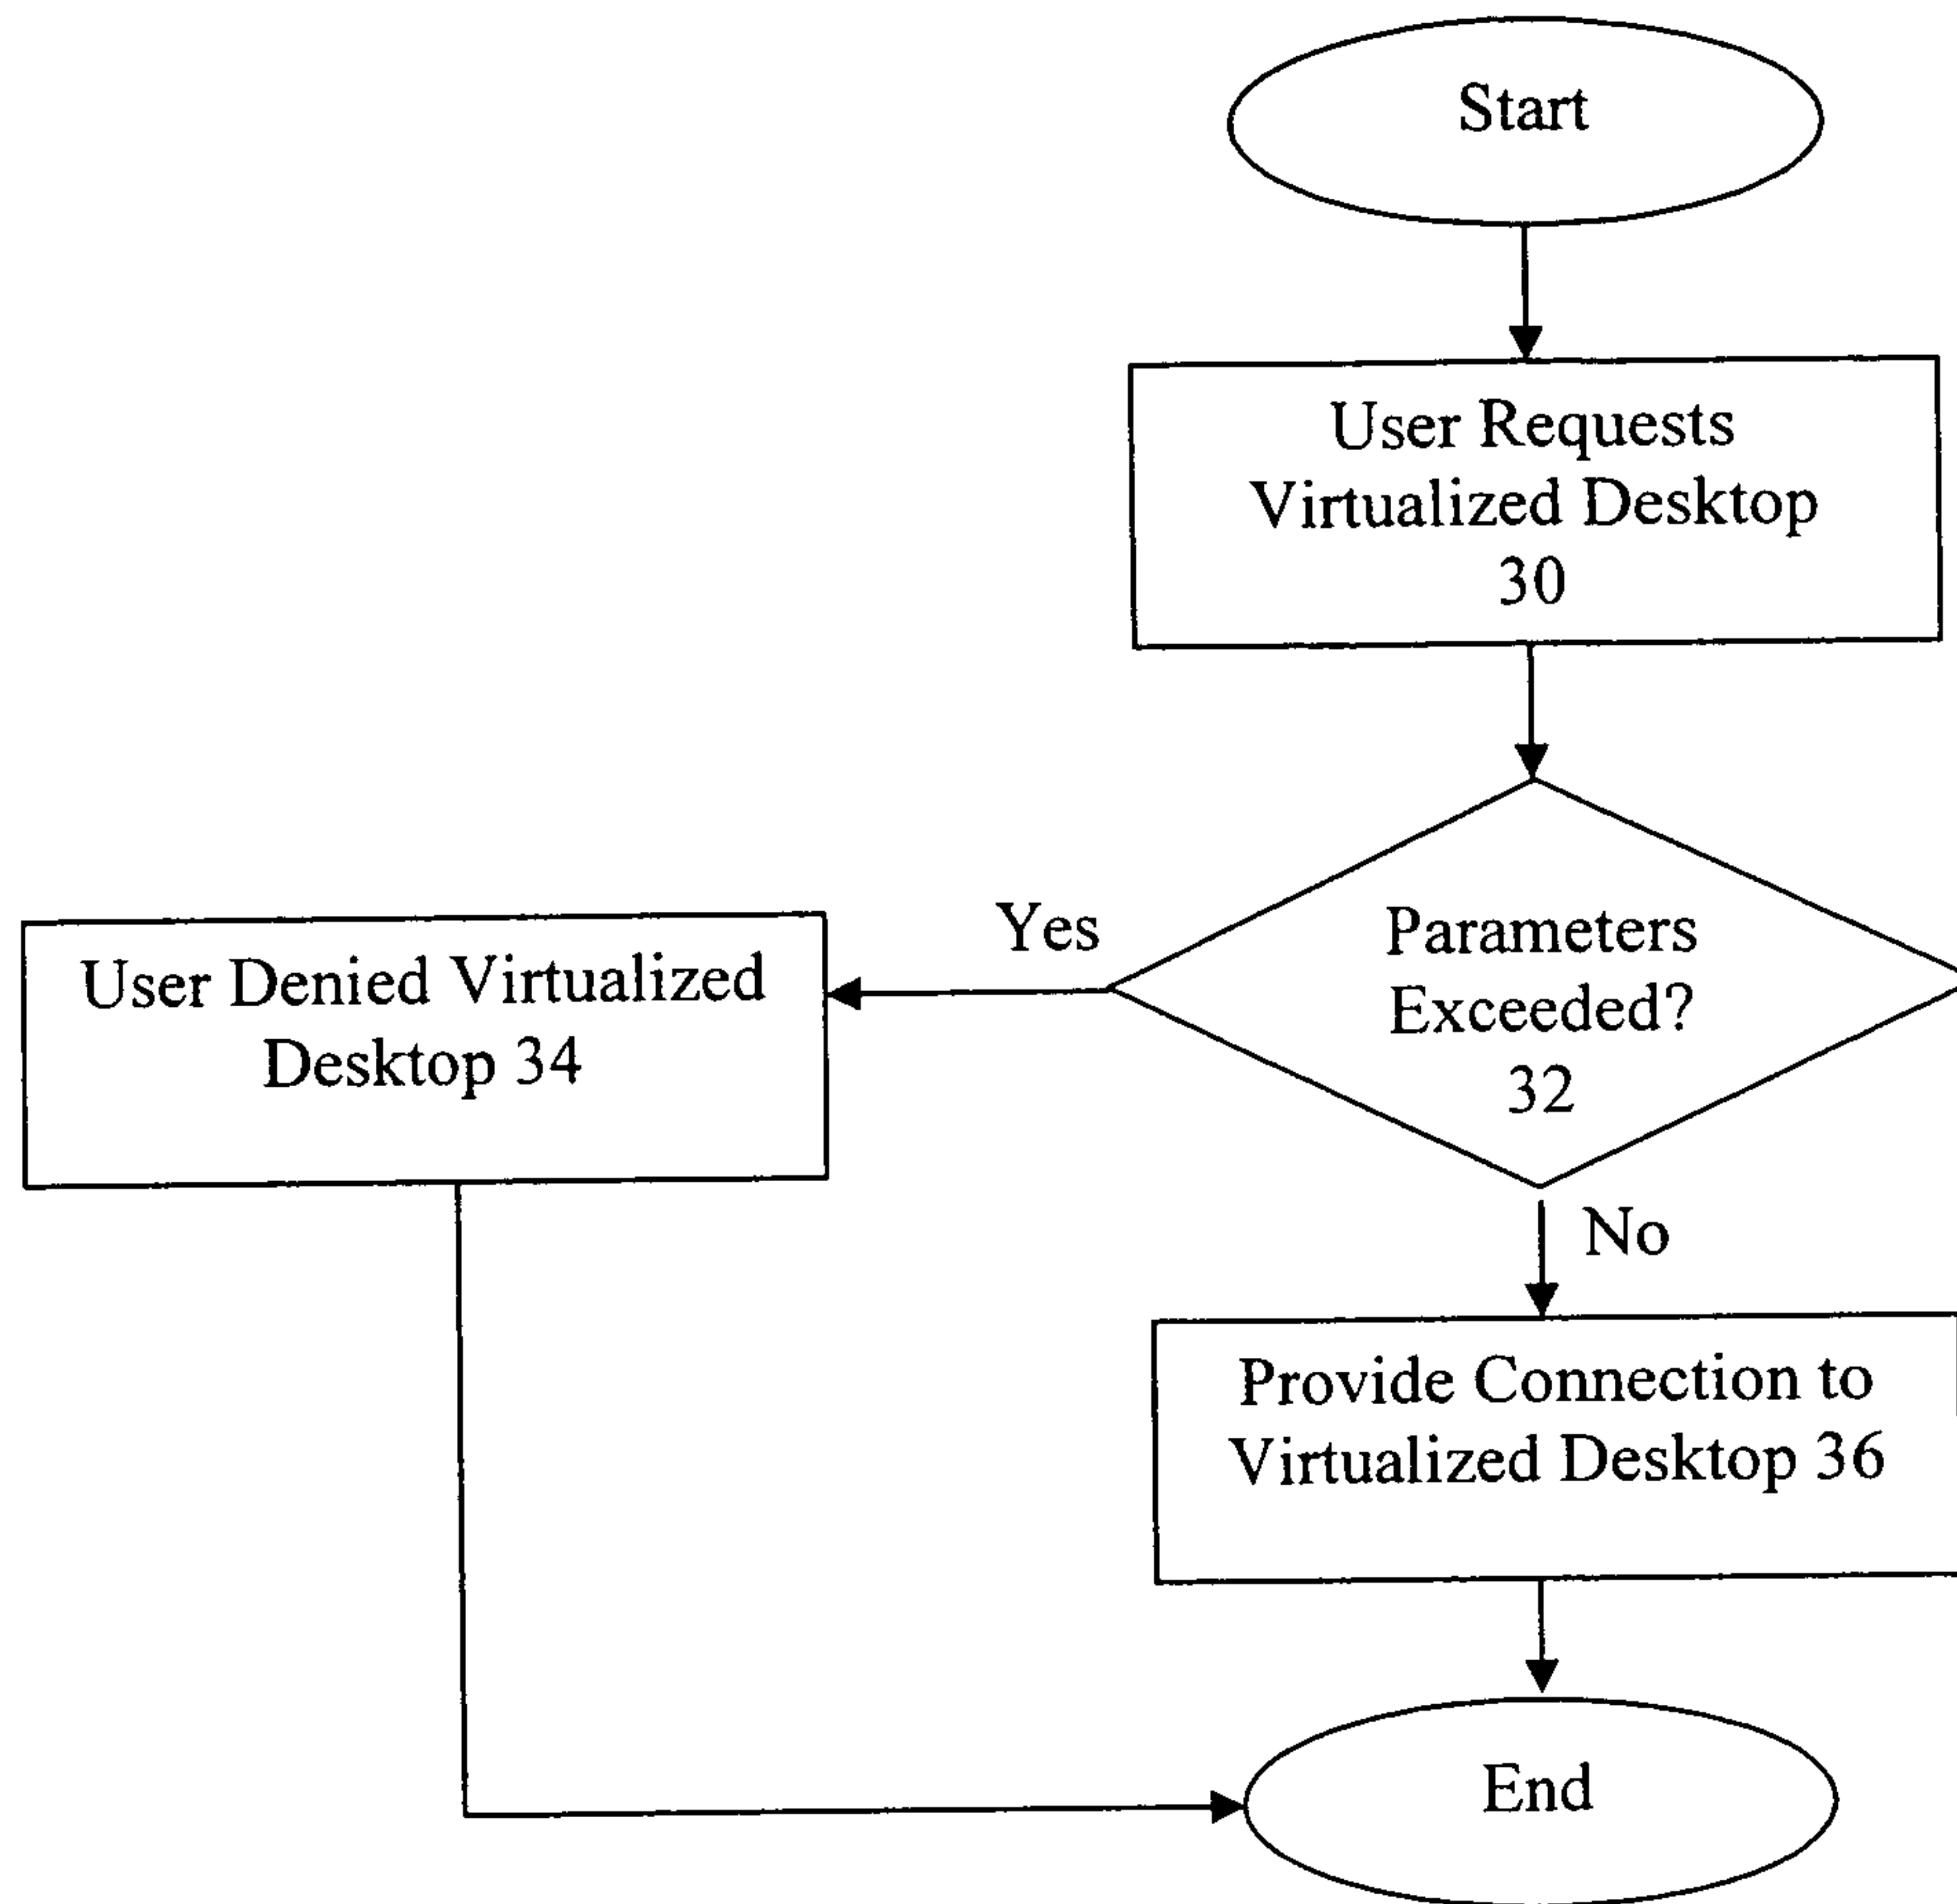 Start
User Requests
Virtualized Desktop
30
Parameters
Exceeded?
32
Yes
User Denied Virtualized
Desktop 34
No
Provide Connection to
Virtualized Desktop 36
End